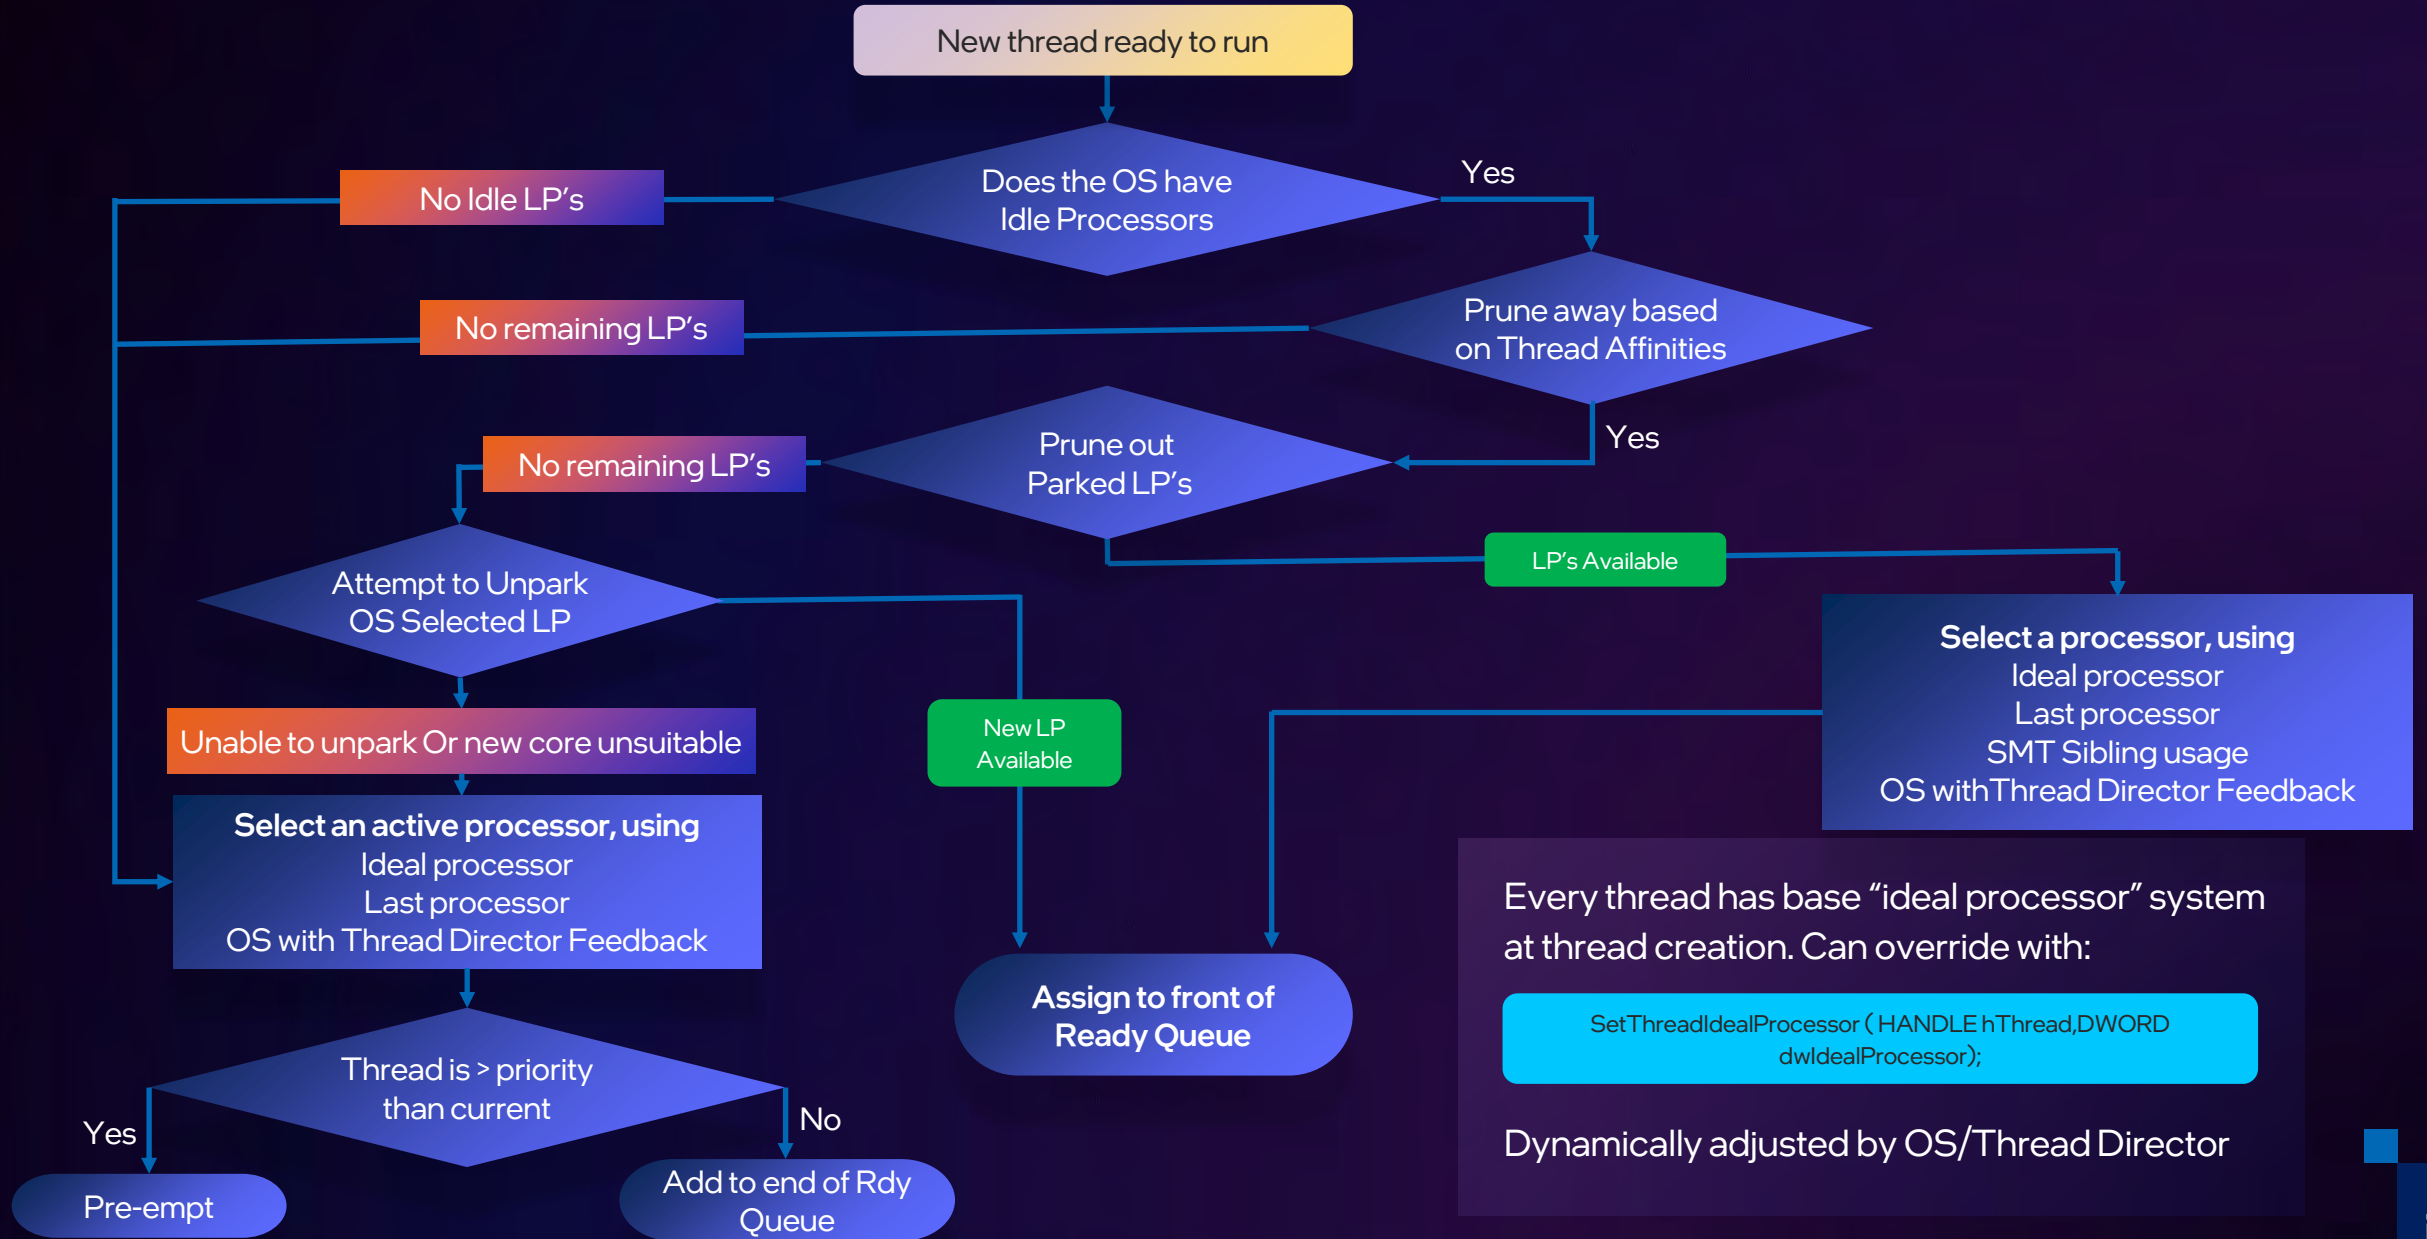 New thread ready to run
Does the OS have
Idle Processors
Yes
No Idle LP's
Prune away based
on Thread Affinities
No remaining LP's
Yes
Prune out
Parked LP's
No remaining LP's
LP's Available
Attempt to Unpark
OS Selected LP
Select a processor, using
Ideal processor
Last processor
SMT Sibling usage
OS withThread Director Feedback
New LP
Available
Unable to unpark Or new core unsuitable
Select an active processor, using
Ideal processor
Last processor
OS with Thread Director Feedback
Every thread has base “ideal processor” system
at thread creation. Can override with:
SetThreadIdealProcessor ( HANDLE hThread,DWORD
dwIdealProcessor);
Dynamically adjusted by OS/Thread Director
Assign to front of
Ready Queue
Thread is > priority
than current
Yes
No
Pre-empt
Add to end of Rdy
Queue